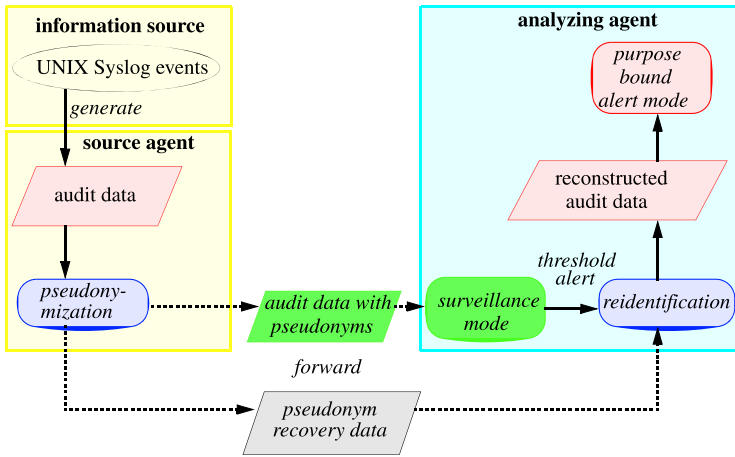 information source
UNIX Syslog events
generate
source agent
audit data
pseudony-
mization
audit data with
pseudonyms
forward
pseudonym
recovery data
analyzing agent
purpose
bound
alert mode
reconstructed
audit data
threshold
alert
surveillance
mode
reidentification